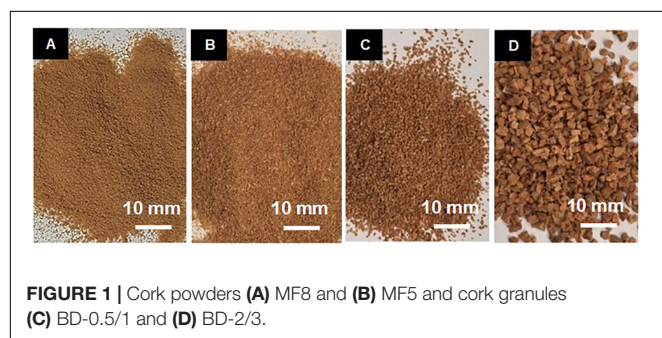 A B C D
10 mm 10 mm 10 mm 10 mm
FIGURE 1 | Cork powders (A) MF8 and (B) MF5 and cork granules
(C) BD-0.5/1 and (D) BD-2/3.